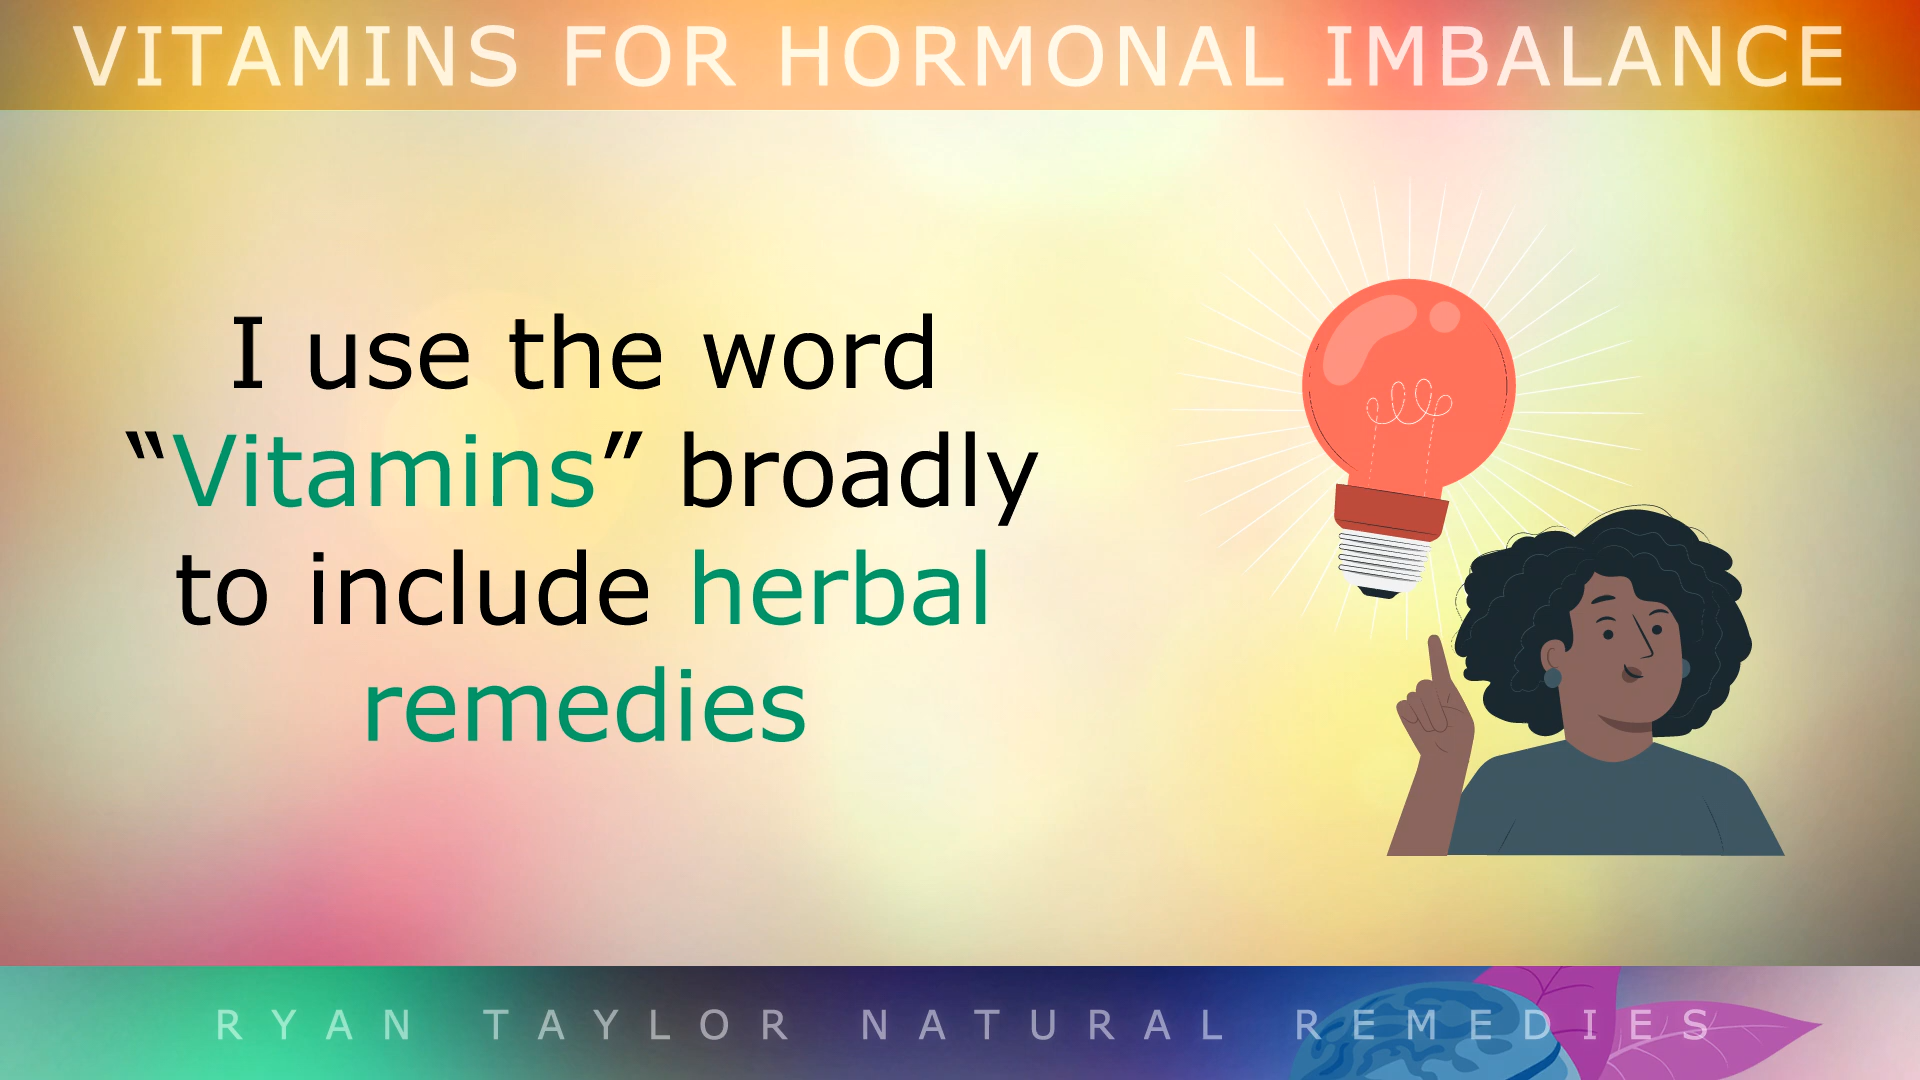 VITAMINS FOR HORMONAL IMBALANCE
I use the word
“Vitamins” broadly
to include herbal
remedies
RYAN TAYLOR NATURAL REMEDIES